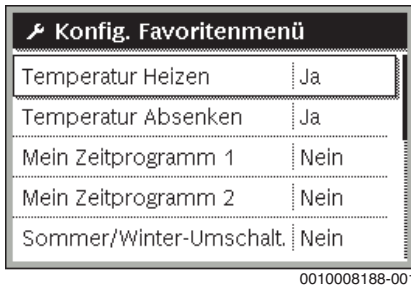 Konfig. Favoritenmenü
Temperatur Heizen Ja
Temperatur Absenken Ja
Mein Zeitprogramm 1 Nein
Mein Zeitprogramm 2 Nein
Sommer/Winter-Umschalt. Nein
0010008188-001